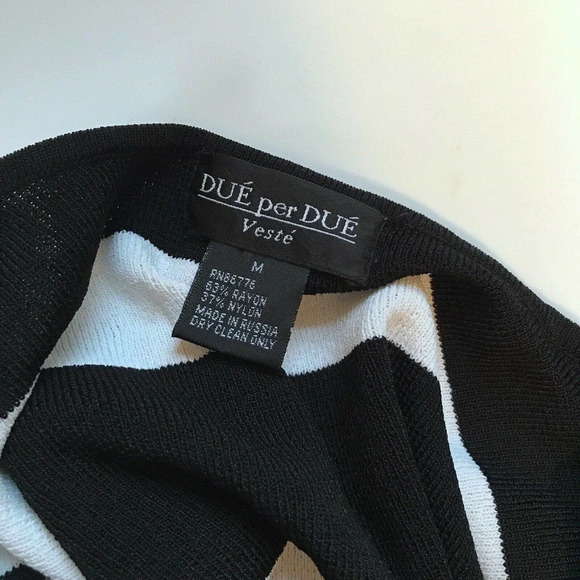 DUÉ per DUÉ
Vesté
M
RN86776
63% RAYON
37% NYLON
MADE IN RUSSIA
DRY CLEAN ONLY